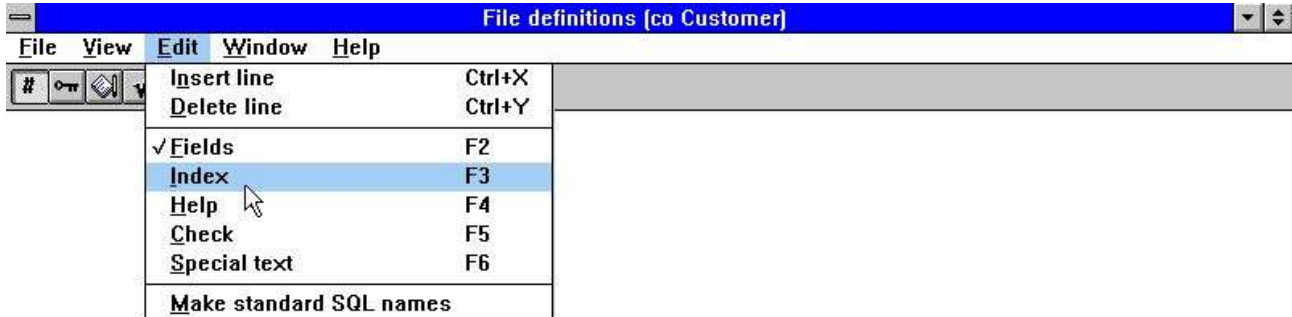 File definitions (co Customer)
File View Edit Window Help
#
Insert line Ctrl+X
Delete line Ctrl+Y
√ Fields F2
Index F3
Help F4
Check F5
Special text F6
Make standard SQL names